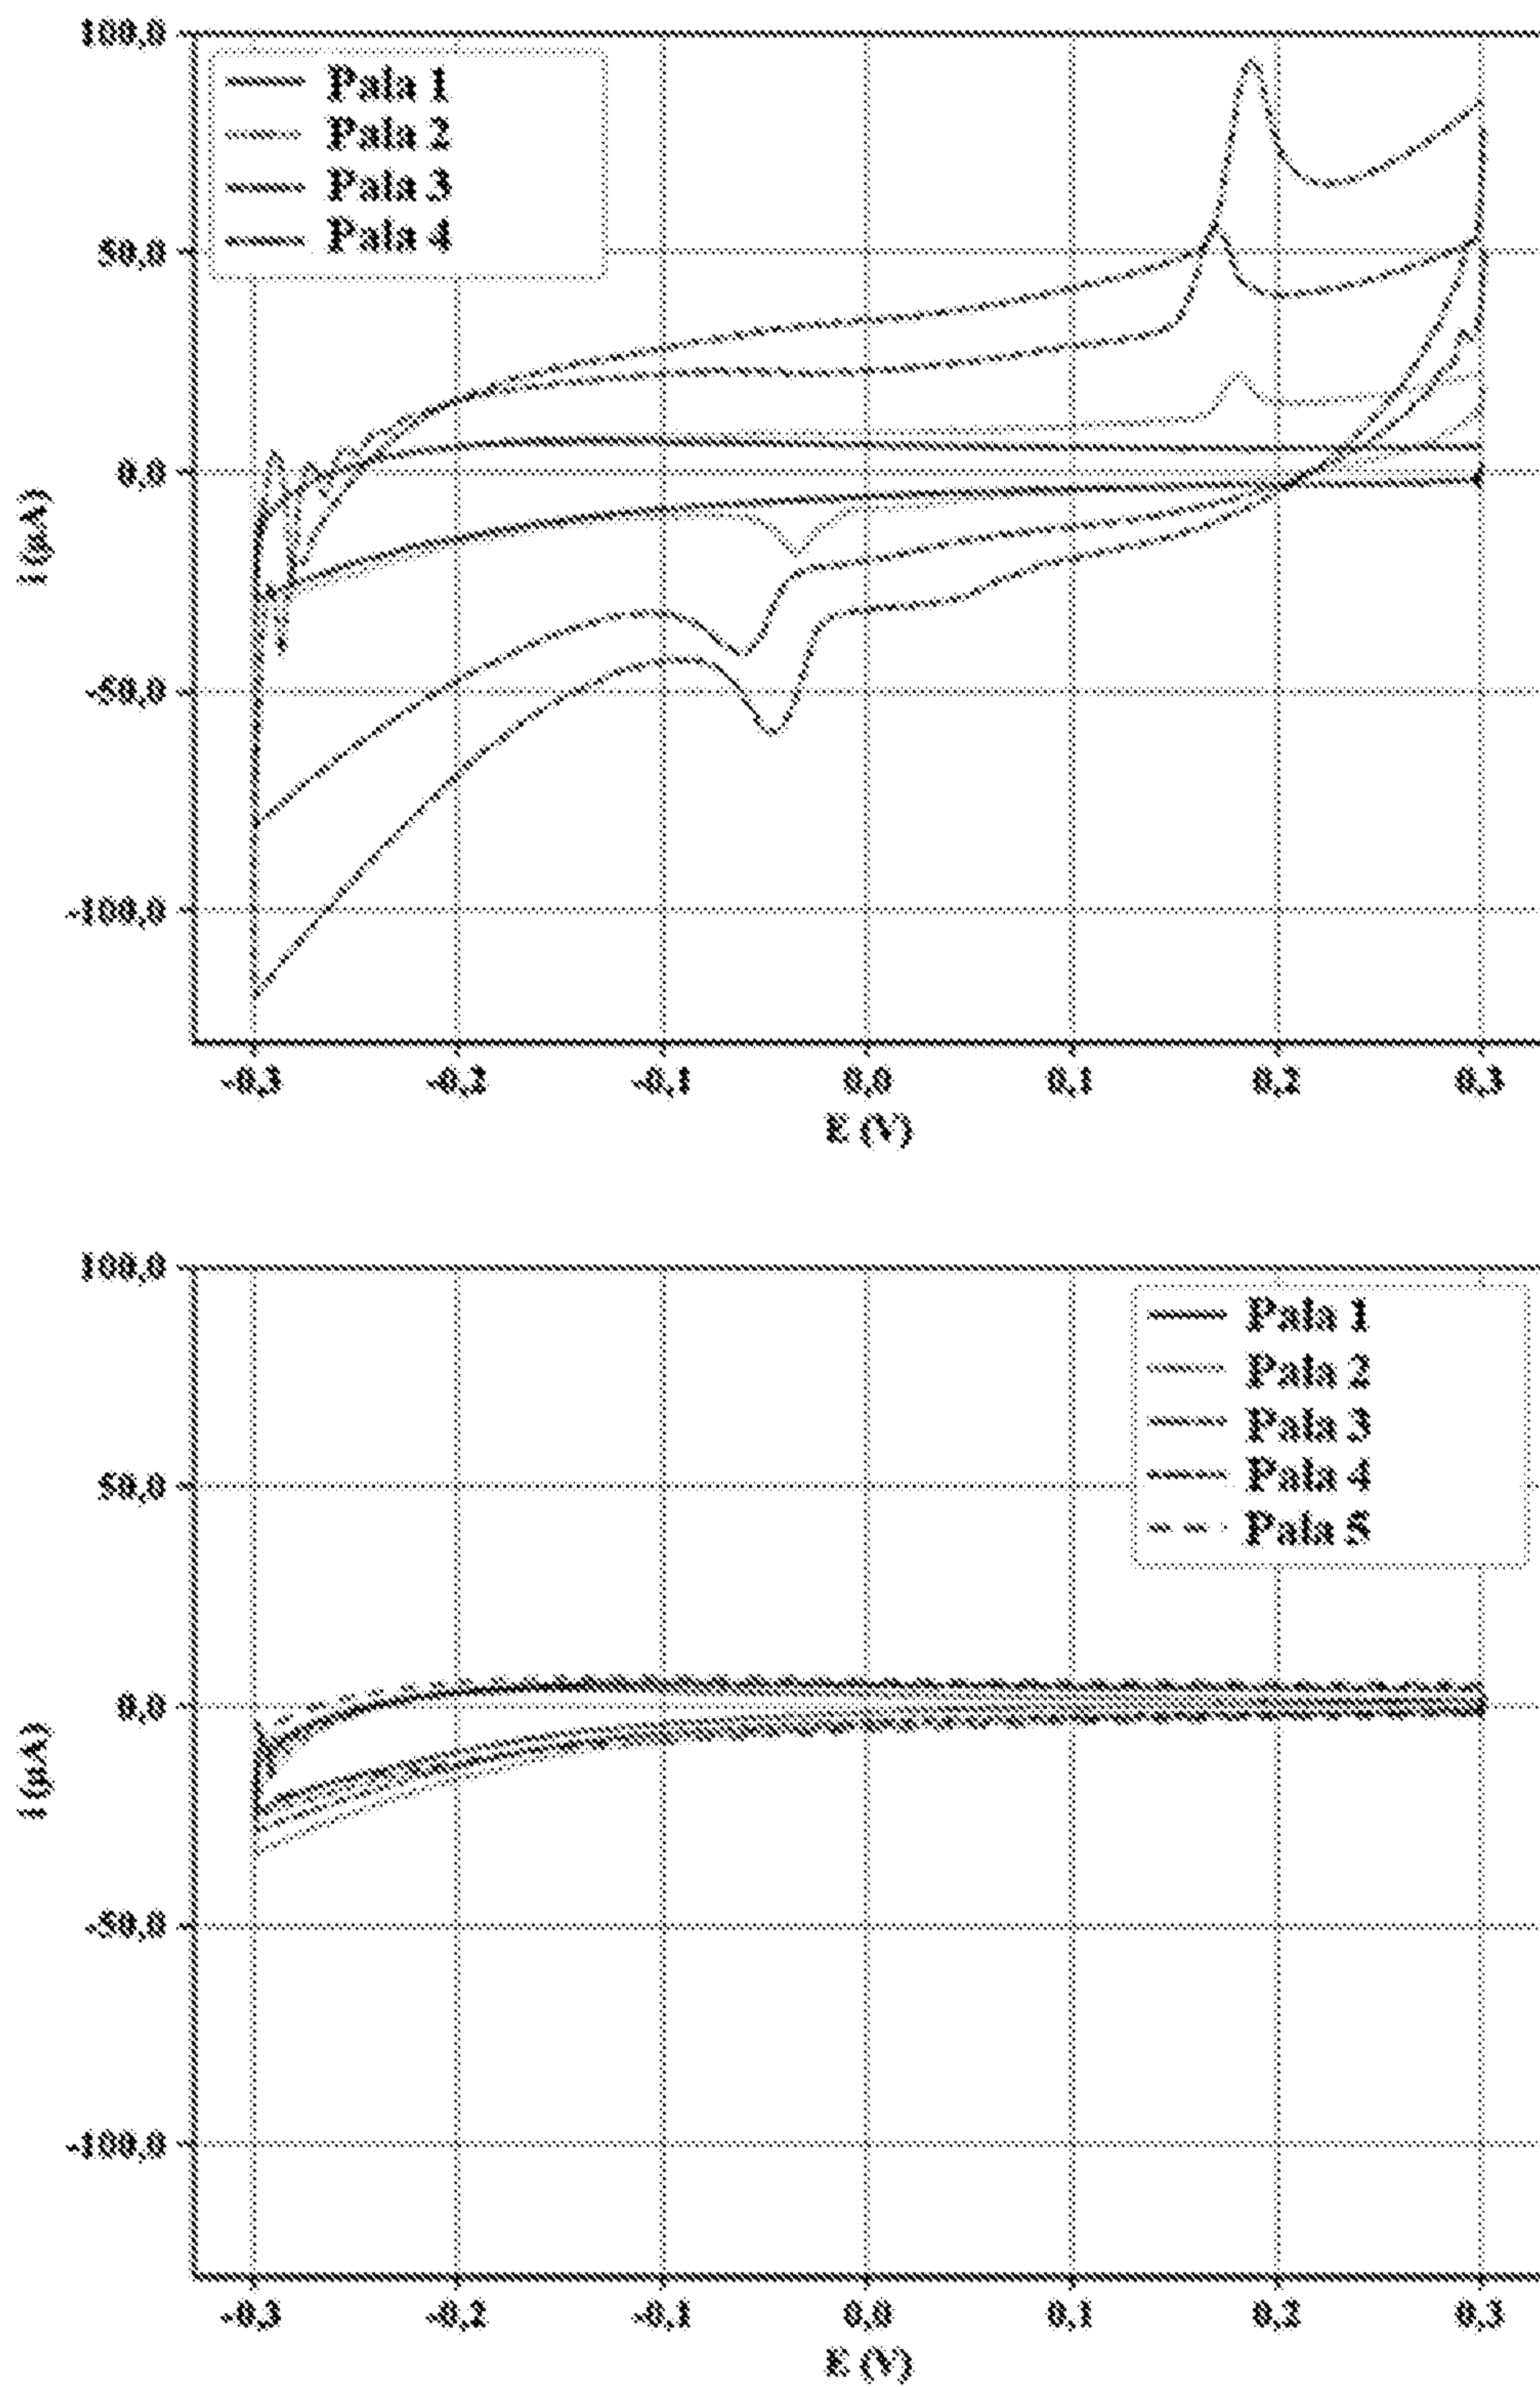 100,0
Pala 1
Pala 2
Pala 3
Pala 4
50,0
0,0
-50,0
-100,0
i (µA)
-0,3 -0,2 -0,1 0,0 0,1 0,2 0,3
E (V)
100,0
Pala 1
Pala 2
Pala 3
Pala 4
Pala 5
50,0
0,0
-50,0
-100,0
i (µA)
-0,3 -0,2 -0,1 0,0 0,1 0,2 0,3
E (V)